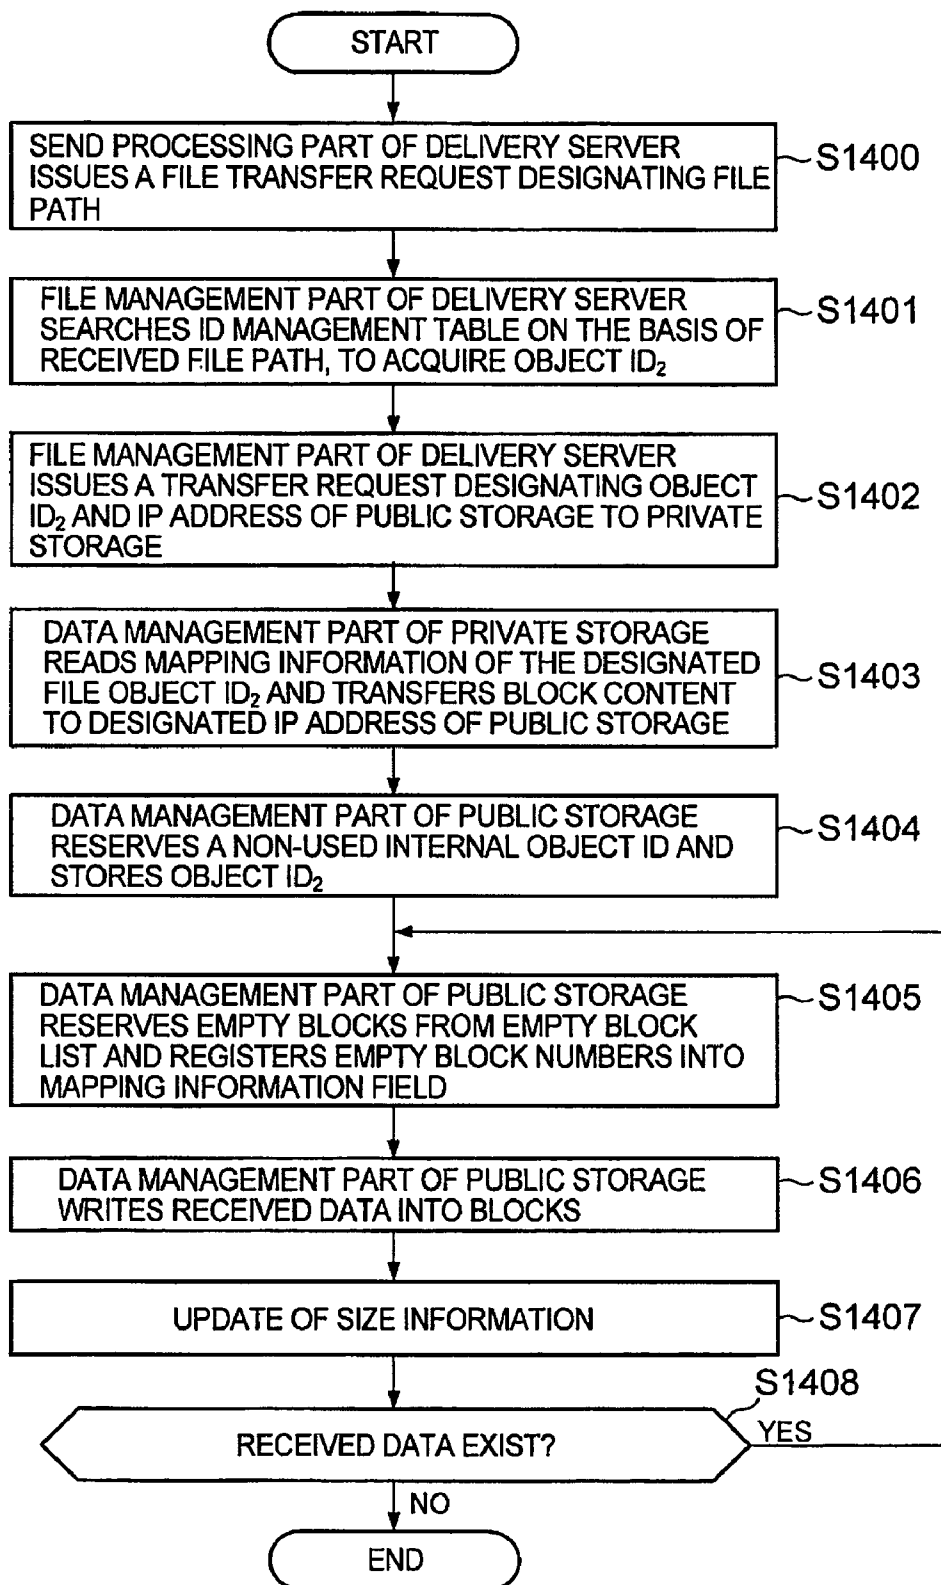 START
SEND PROCESSING PART OF DELIVERY SERVER
ISSUES A FILE TRANSFER REQUEST DESIGNATING FILE
PATH
S1400
FILE MANAGEMENT PART OF DELIVERY SERVER
SEARCHES ID MANAGEMENT TABLE ON THE BASIS OF
RECEIVED FILE PATH, TO ACQUIRE OBJECT ID₂
S1401
FILE MANAGEMENT PART OF DELIVERY SERVER
ISSUES A TRANSFER REQUEST DESIGNATING OBJECT
ID₂ AND IP ADDRESS OF PUBLIC STORAGE TO PRIVATE
STORAGE
S1402
DATA MANAGEMENT PART OF PRIVATE STORAGE
READS MAPPING INFORMATION OF THE DESIGNATED
FILE OBJECT ID₂ AND TRANSFERS BLOCK CONTENT
TO DESIGNATED IP ADDRESS OF PUBLIC STORAGE
S1403
DATA MANAGEMENT PART OF PUBLIC STORAGE
RESERVES A NON-USED INTERNAL OBJECT ID AND
STORES OBJECT ID₂
S1404
DATA MANAGEMENT PART OF PUBLIC STORAGE
RESERVES EMPTY BLOCKS FROM EMPTY BLOCK
LIST AND REGISTERS EMPTY BLOCK NUMBERS INTO
MAPPING INFORMATION FIELD
S1405
DATA MANAGEMENT PART OF PUBLIC STORAGE
WRITES RECEIVED DATA INTO BLOCKS
S1406
UPDATE OF SIZE INFORMATION
S1407
S1408
RECEIVED DATA EXIST?
YES
NO
END